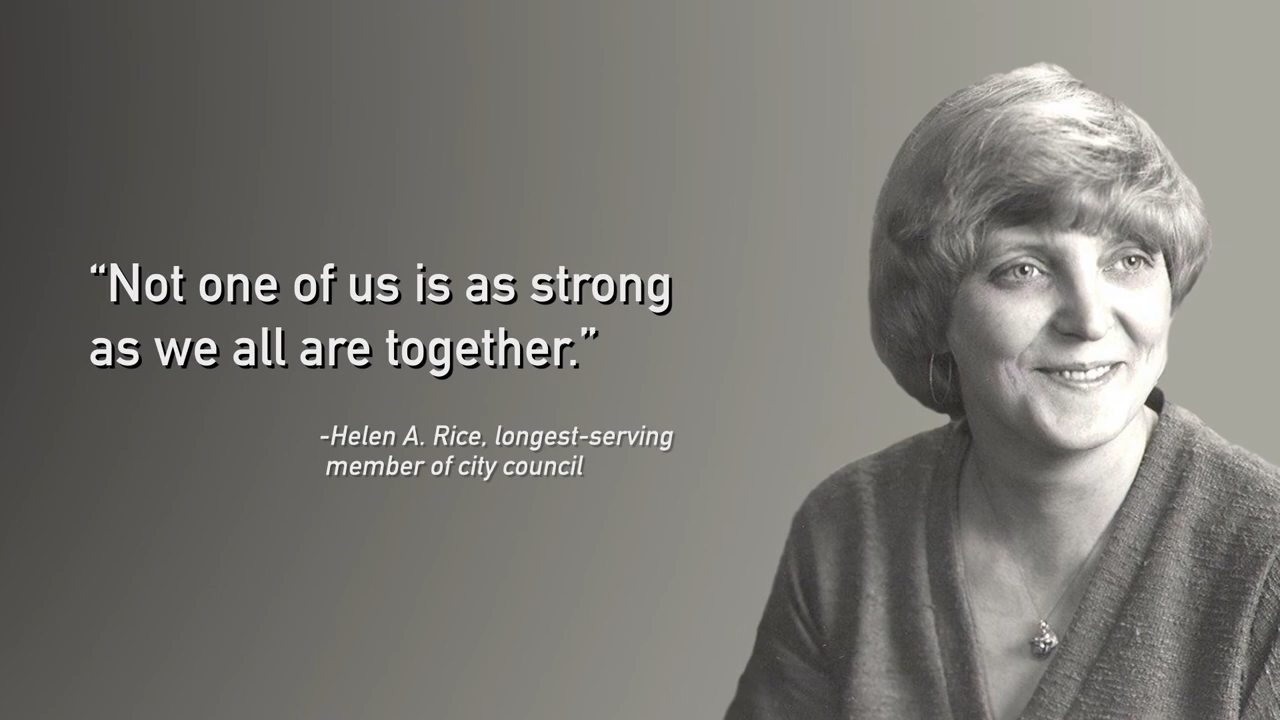 “Not one of us is as strong
as we all are together.”
-Helen A. Rice, longest-serving
member of city council